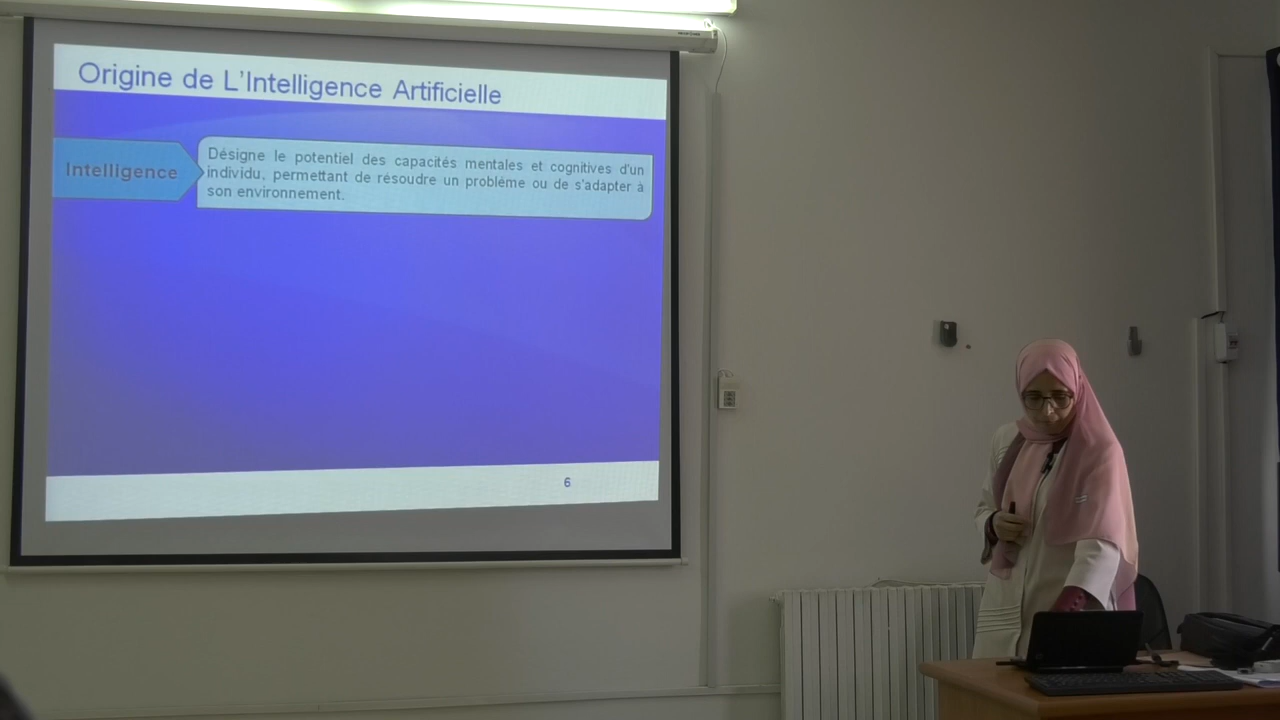 Origine de L'Intelligence Artificielle
Intelligence
Désigne le potentiel des capacités mentales et cognitives d'un
individu, permettant de résoudre un problème ou de s'adapter à
son environnement.
6